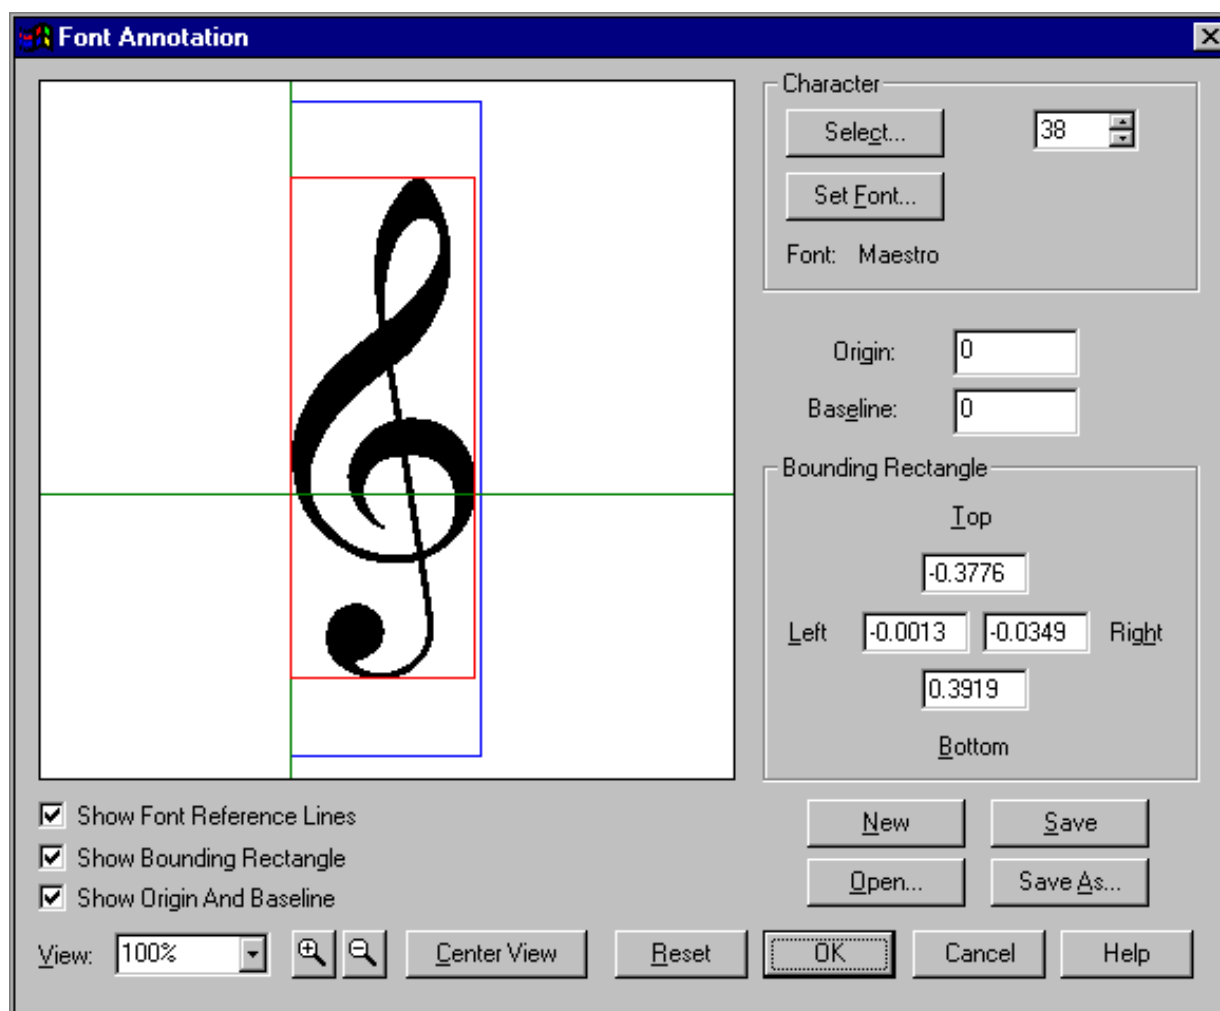 Font Annotation
Character
Select...
38
Set Font...
Font: Maestro
Origin: 0
Baseline: 0
Bounding Rectangle
Top
-0.3776
Left -0.0013 -0.0349 Right
0.3919
Bottom
Show Font Reference Lines
Show Bounding Rectangle
Show Origin And Baseline
New Save
Open... Save As...
View: 100% Center View Reset OK Cancel Help